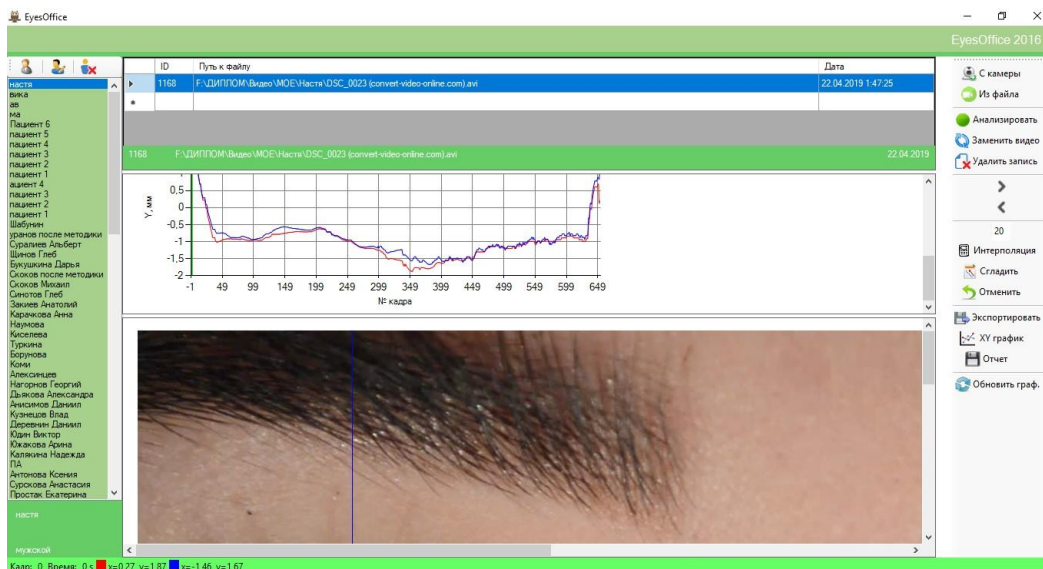 EyesOffice
EyesOffice 2016
ID Путь к файлу Дата
1168 F:\ДИПЛОМ\Видео\МОЕ\Настя\DSC_0023 (convert-video-online.com).avi 22.04.2019 1:47:25
1168 F:\ДИПЛОМ\Видео\МОЕ\Настя\DSC_0023 (convert-video-online.com).avi 22.04.2019
настя
вика
ав
ма
Пациент 6
пациент 5
пациент 4
пациент 3
пациент 2
пациент 1
ациент 4
пациент 3
пациент 2
пациент 1
Шабунин
уранов после методики
Суралиев Альберт
Щинов Глеб
Букушкина Дарья
Скоков после методики
Скоков Михаил
Синотов Глеб
Закиев Анатолий
Карачкова Анна
Наумова
Киселева
Туркина
Борунова
Коми
Алексинцев
Нагорнов Георгий
Дьякова Александра
Анисимов Даниил
Кузнецов Влад
Деревнин Даниил
Юдин Виктор
Южакова Арина
Калякина Надежда
ПА
Антонова Ксения
Сурскова Анастасия
Простак Екатерина
настя
мужской
Y, мм
0,5
0
-0,5
-1
-1,5
-2
-1 49 99 149 199 249 299 349 399 449 499 549 599 649
№ кадра
С камеры
Из файла
Анализировать
Заменить видео
Удалить запись
20
Интерполяция
Сгладить
Отменить
Экспортировать
XY график
Отчет
Обновить граф.
Кадр: 0 Время: 0 s x=0,27 y=1,87 x=-1,46 y=1,67